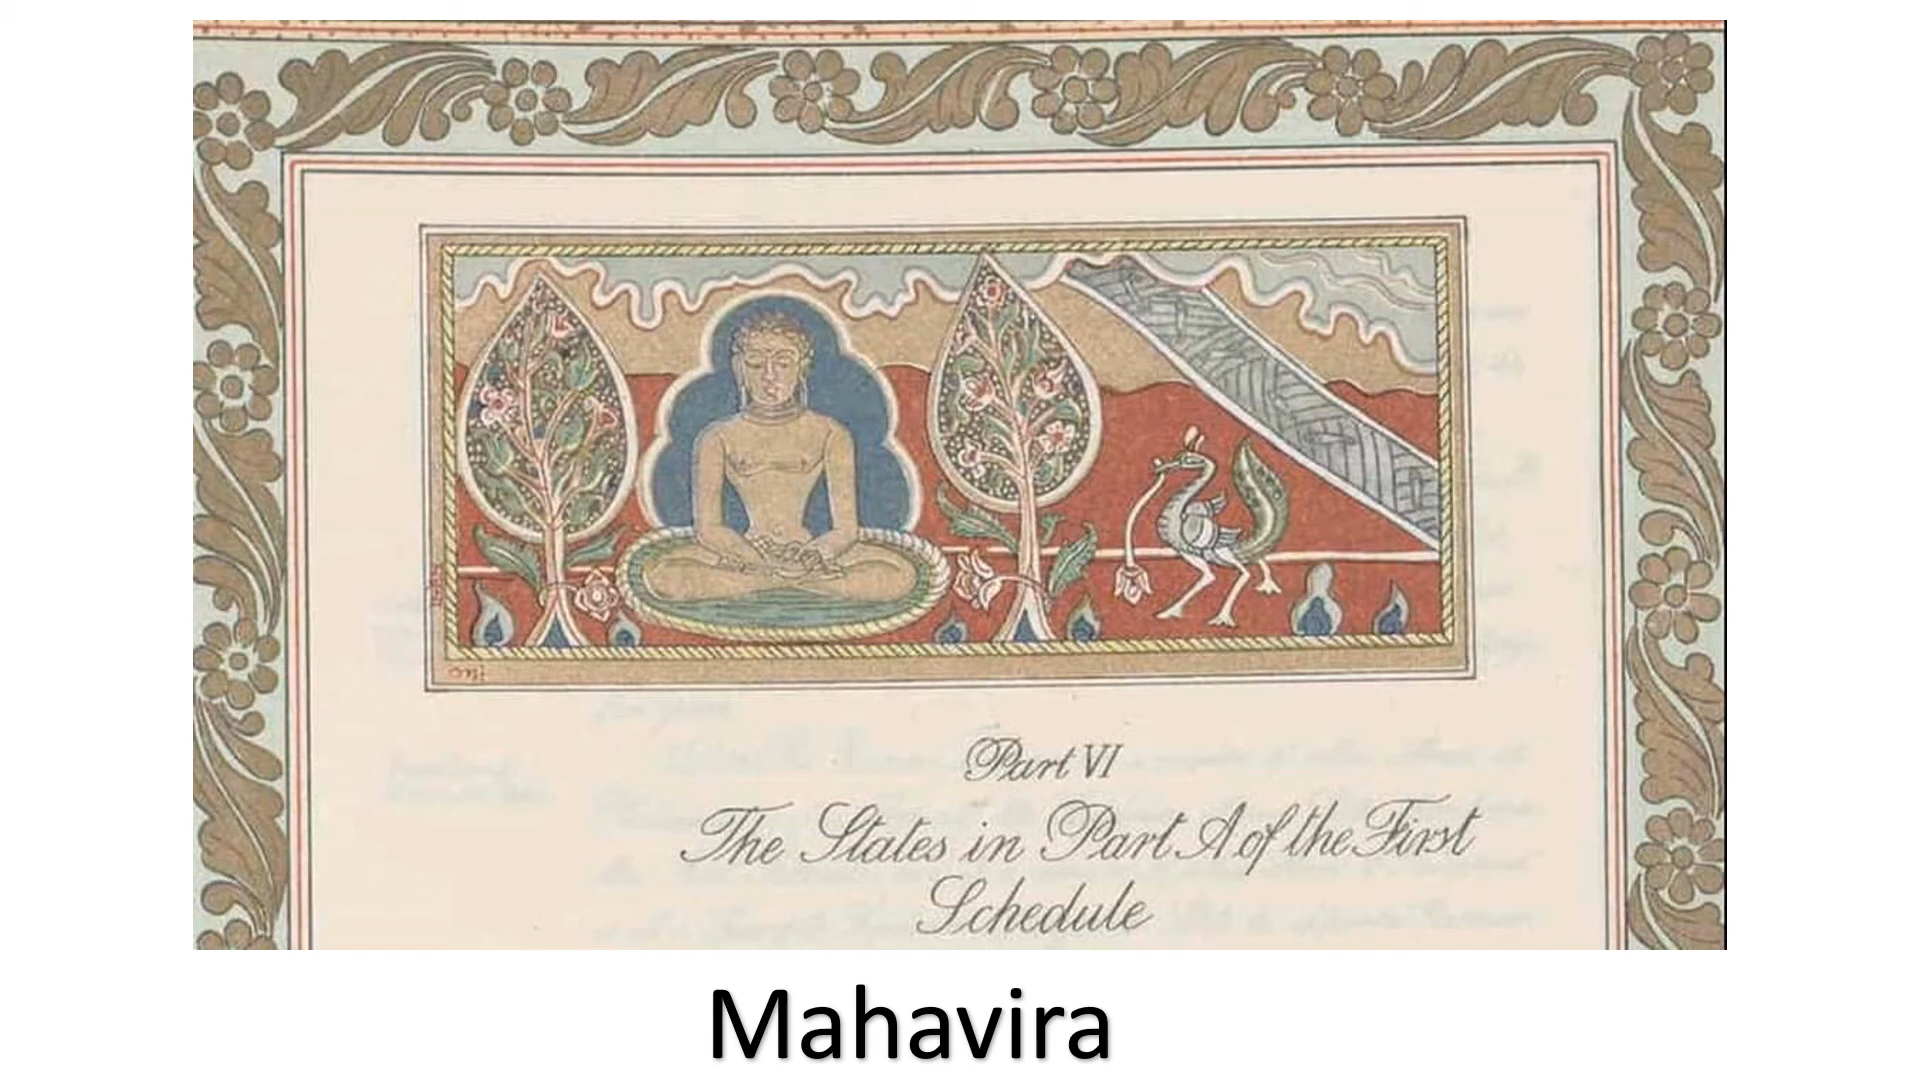 Part VI
The States in Part A of the First
Schedule
Mahavira